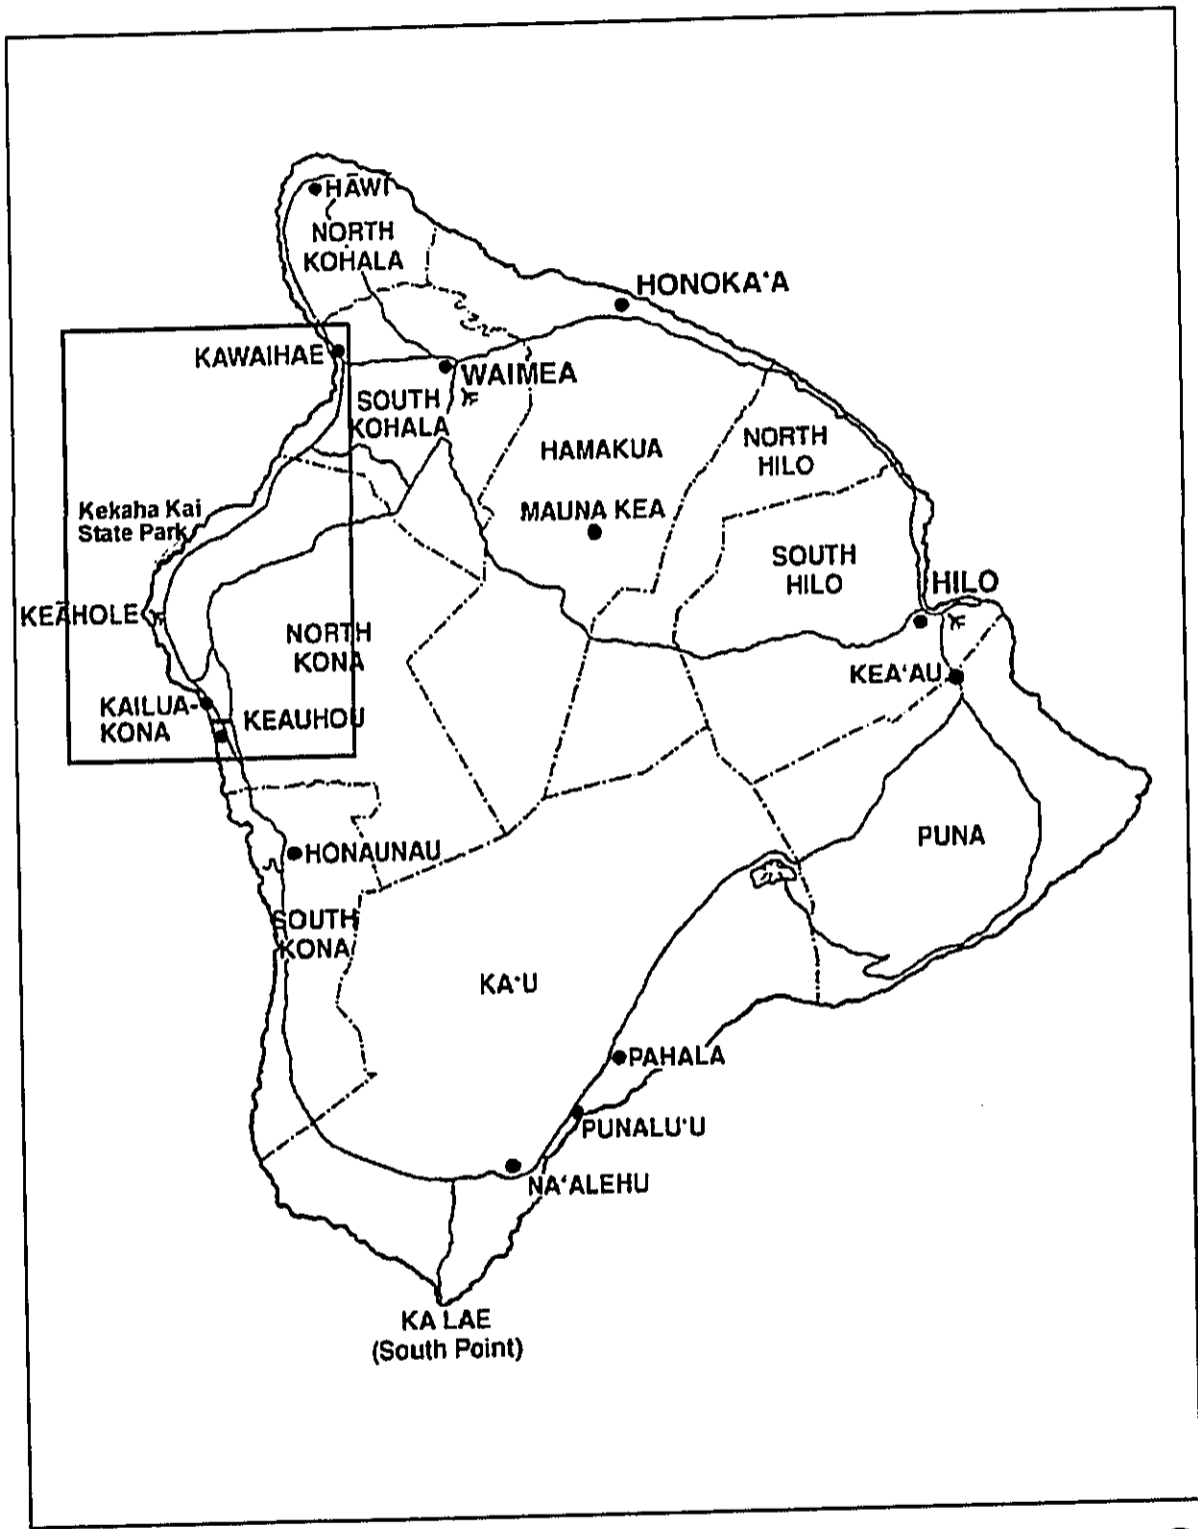 HĀWĪ
NORTH
KOHALA
HONOKA'A
KAWAIHAE
WAIMEA
SOUTH
KOHALA
HAMAKUA
NORTH
HILO
MAUNA KEA
Kekaha Kai
State Park
SOUTH
HILO
HILO
KEĀHOLE
NORTH
KONA
KEA'AU
KAILUA-
KONA
KEAUHOU
PUNA
HONAUNAU
SOUTH
KONA
KA'U
PAHALA
PUNALU'U
NA'ALEHU
KA LAE
(South Point)